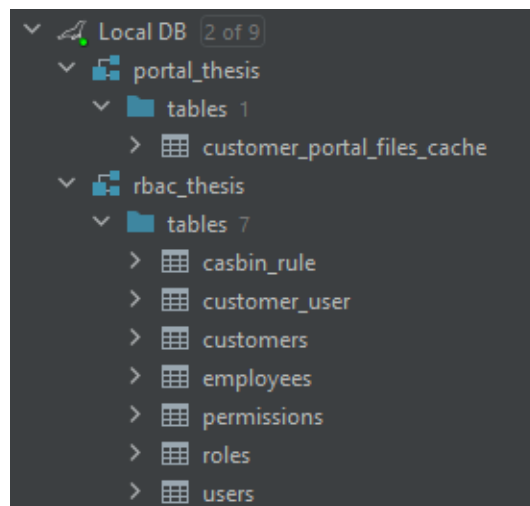 Local DB 2 of 9
portal_thesis
tables 1
customer_portal_files_cache
rbac_thesis
tables 7
casbin_rule
customer_user
customers
employees
permissions
roles
users